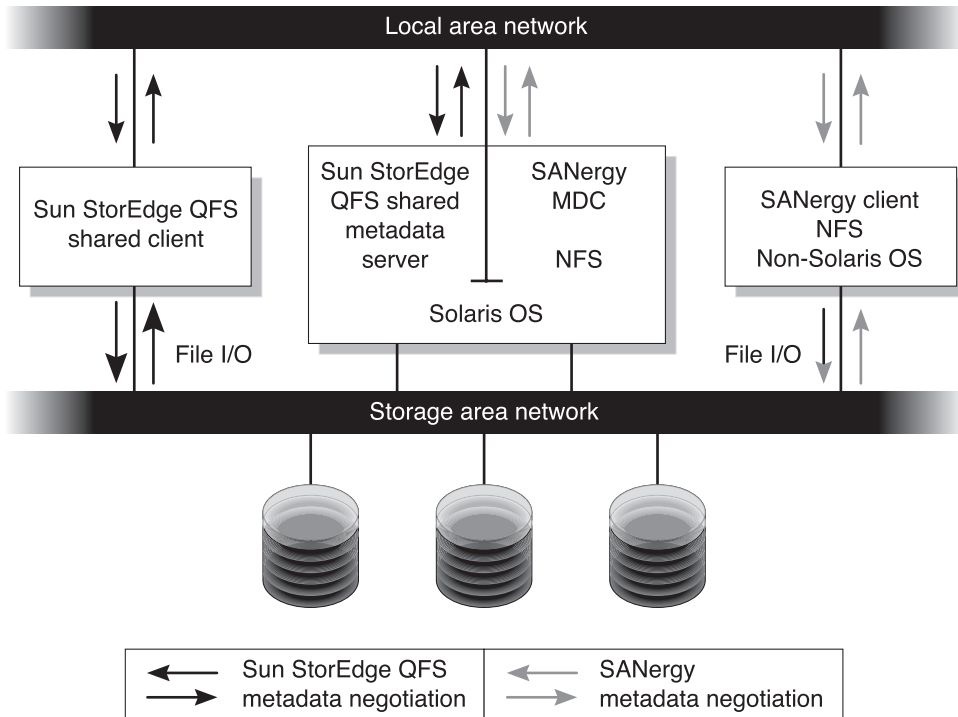 Local area network
Sun StorEdge QFS
shared client
Sun StorEdge
QFS shared
metadata
server
SANergy
MDC
NFS
Solaris OS
SANergy client
NFS
Non-Solaris OS
File I/O
File I/O
Storage area network
Sun StorEdge QFS
metadata negotiation
SANergy
metadata negotiation